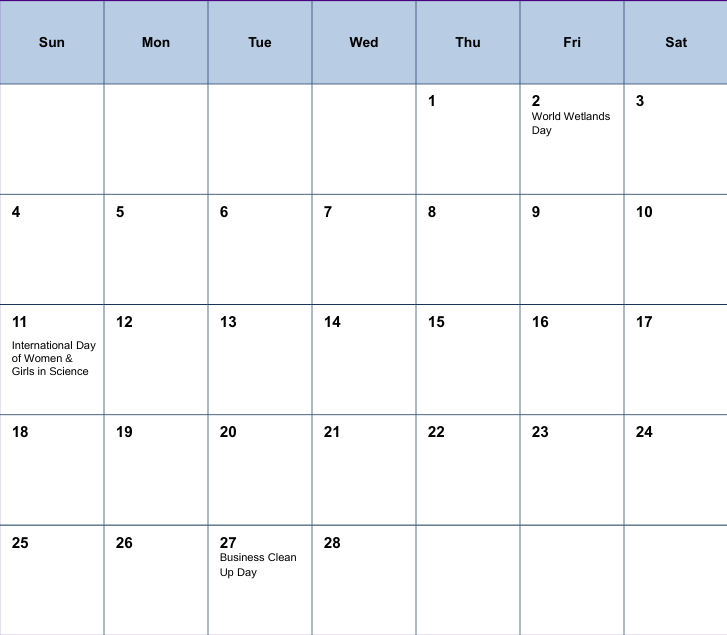 Sun Mon Tue Wed Thu Fri Sat
1 2 3
World Wetlands
Day
4 5 6 7 8 9 10
11 12 13 14 15 16 17
International Day
of Women &
Girls in Science
18 19 20 21 22 23 24
25 26 27 28
Business Clean
Up Day